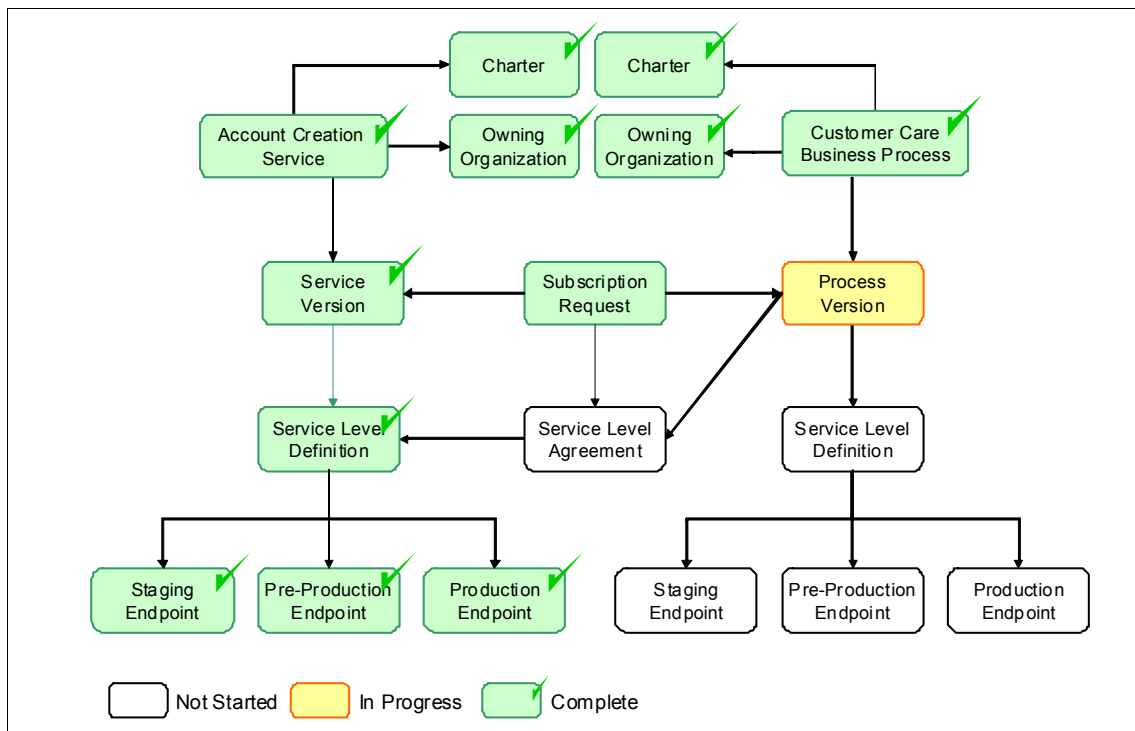 Charter
Charter
Account Creation
Service
Owning
Organization
Owning
Organization
Customer Care
Business Process
Service
Version
Subscription
Request
Process
Version
Service Level
Definition
Service Level
Agreement
Service Level
Definition
Staging
Endpoint
Pre-Production
Endpoint
Production
Endpoint
Staging
Endpoint
Pre-Production
Endpoint
Production
Endpoint
Not Started
In Progress
Complete